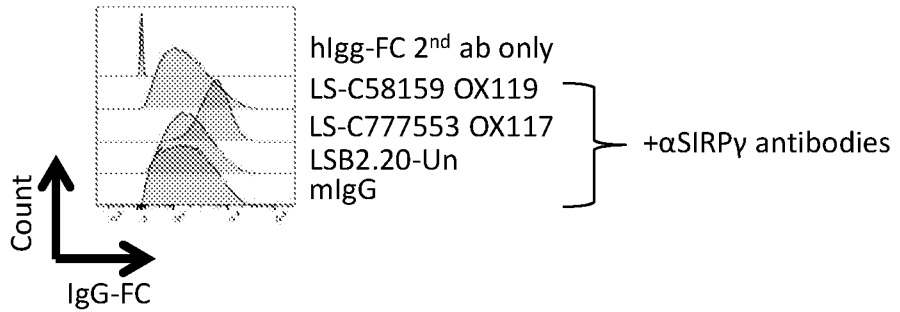 hIgg-FC 2nd ab only
LS-C58159 OX119
LS-C777553 OX117
LSB2.20-Un
mIgG
+αSIRPγ antibodies
Count
IgG-FC